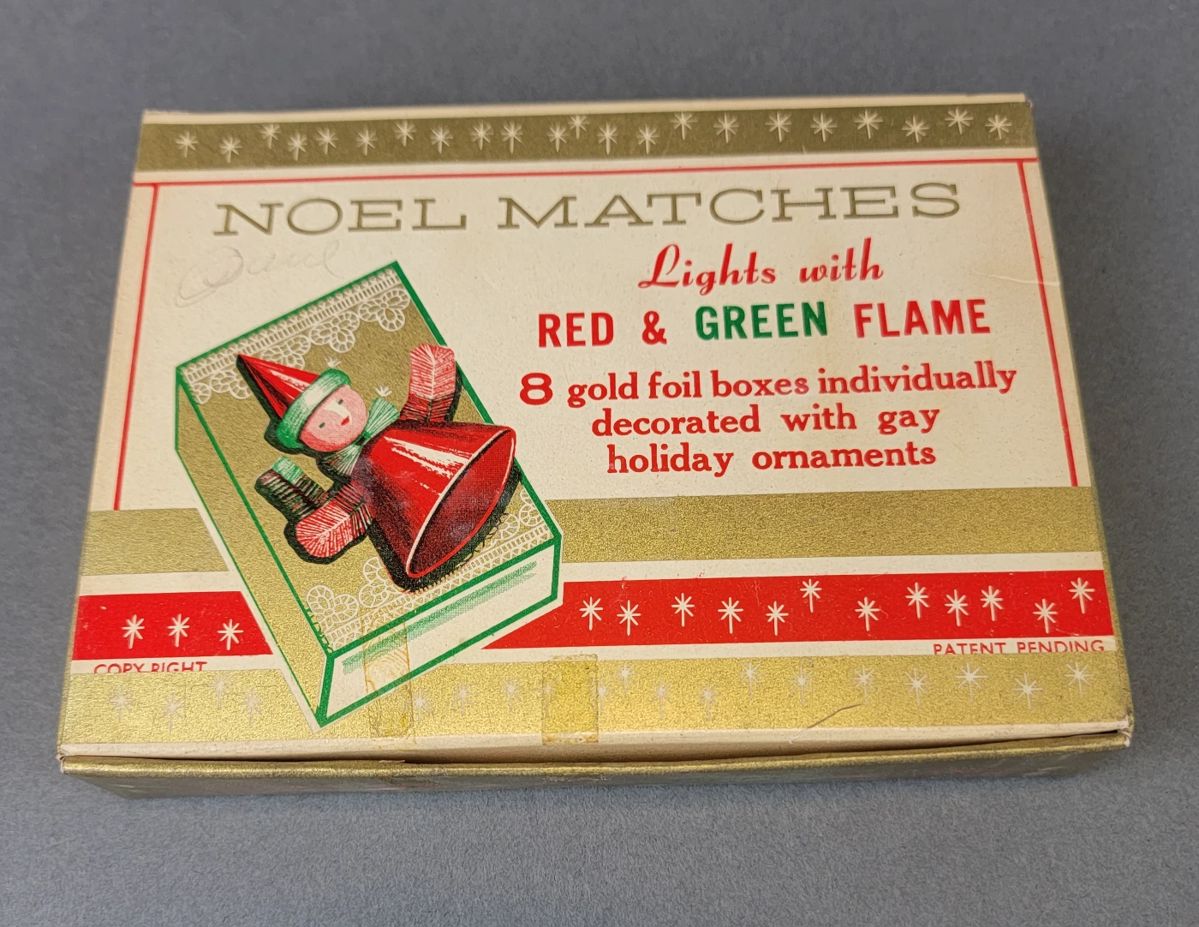 NOEL MATCHES
Lights with
RED & GREEN FLAME
8 gold foil boxes individually
decorated with gay
holiday ornaments
COPY RIGHT
PATENT PENDING